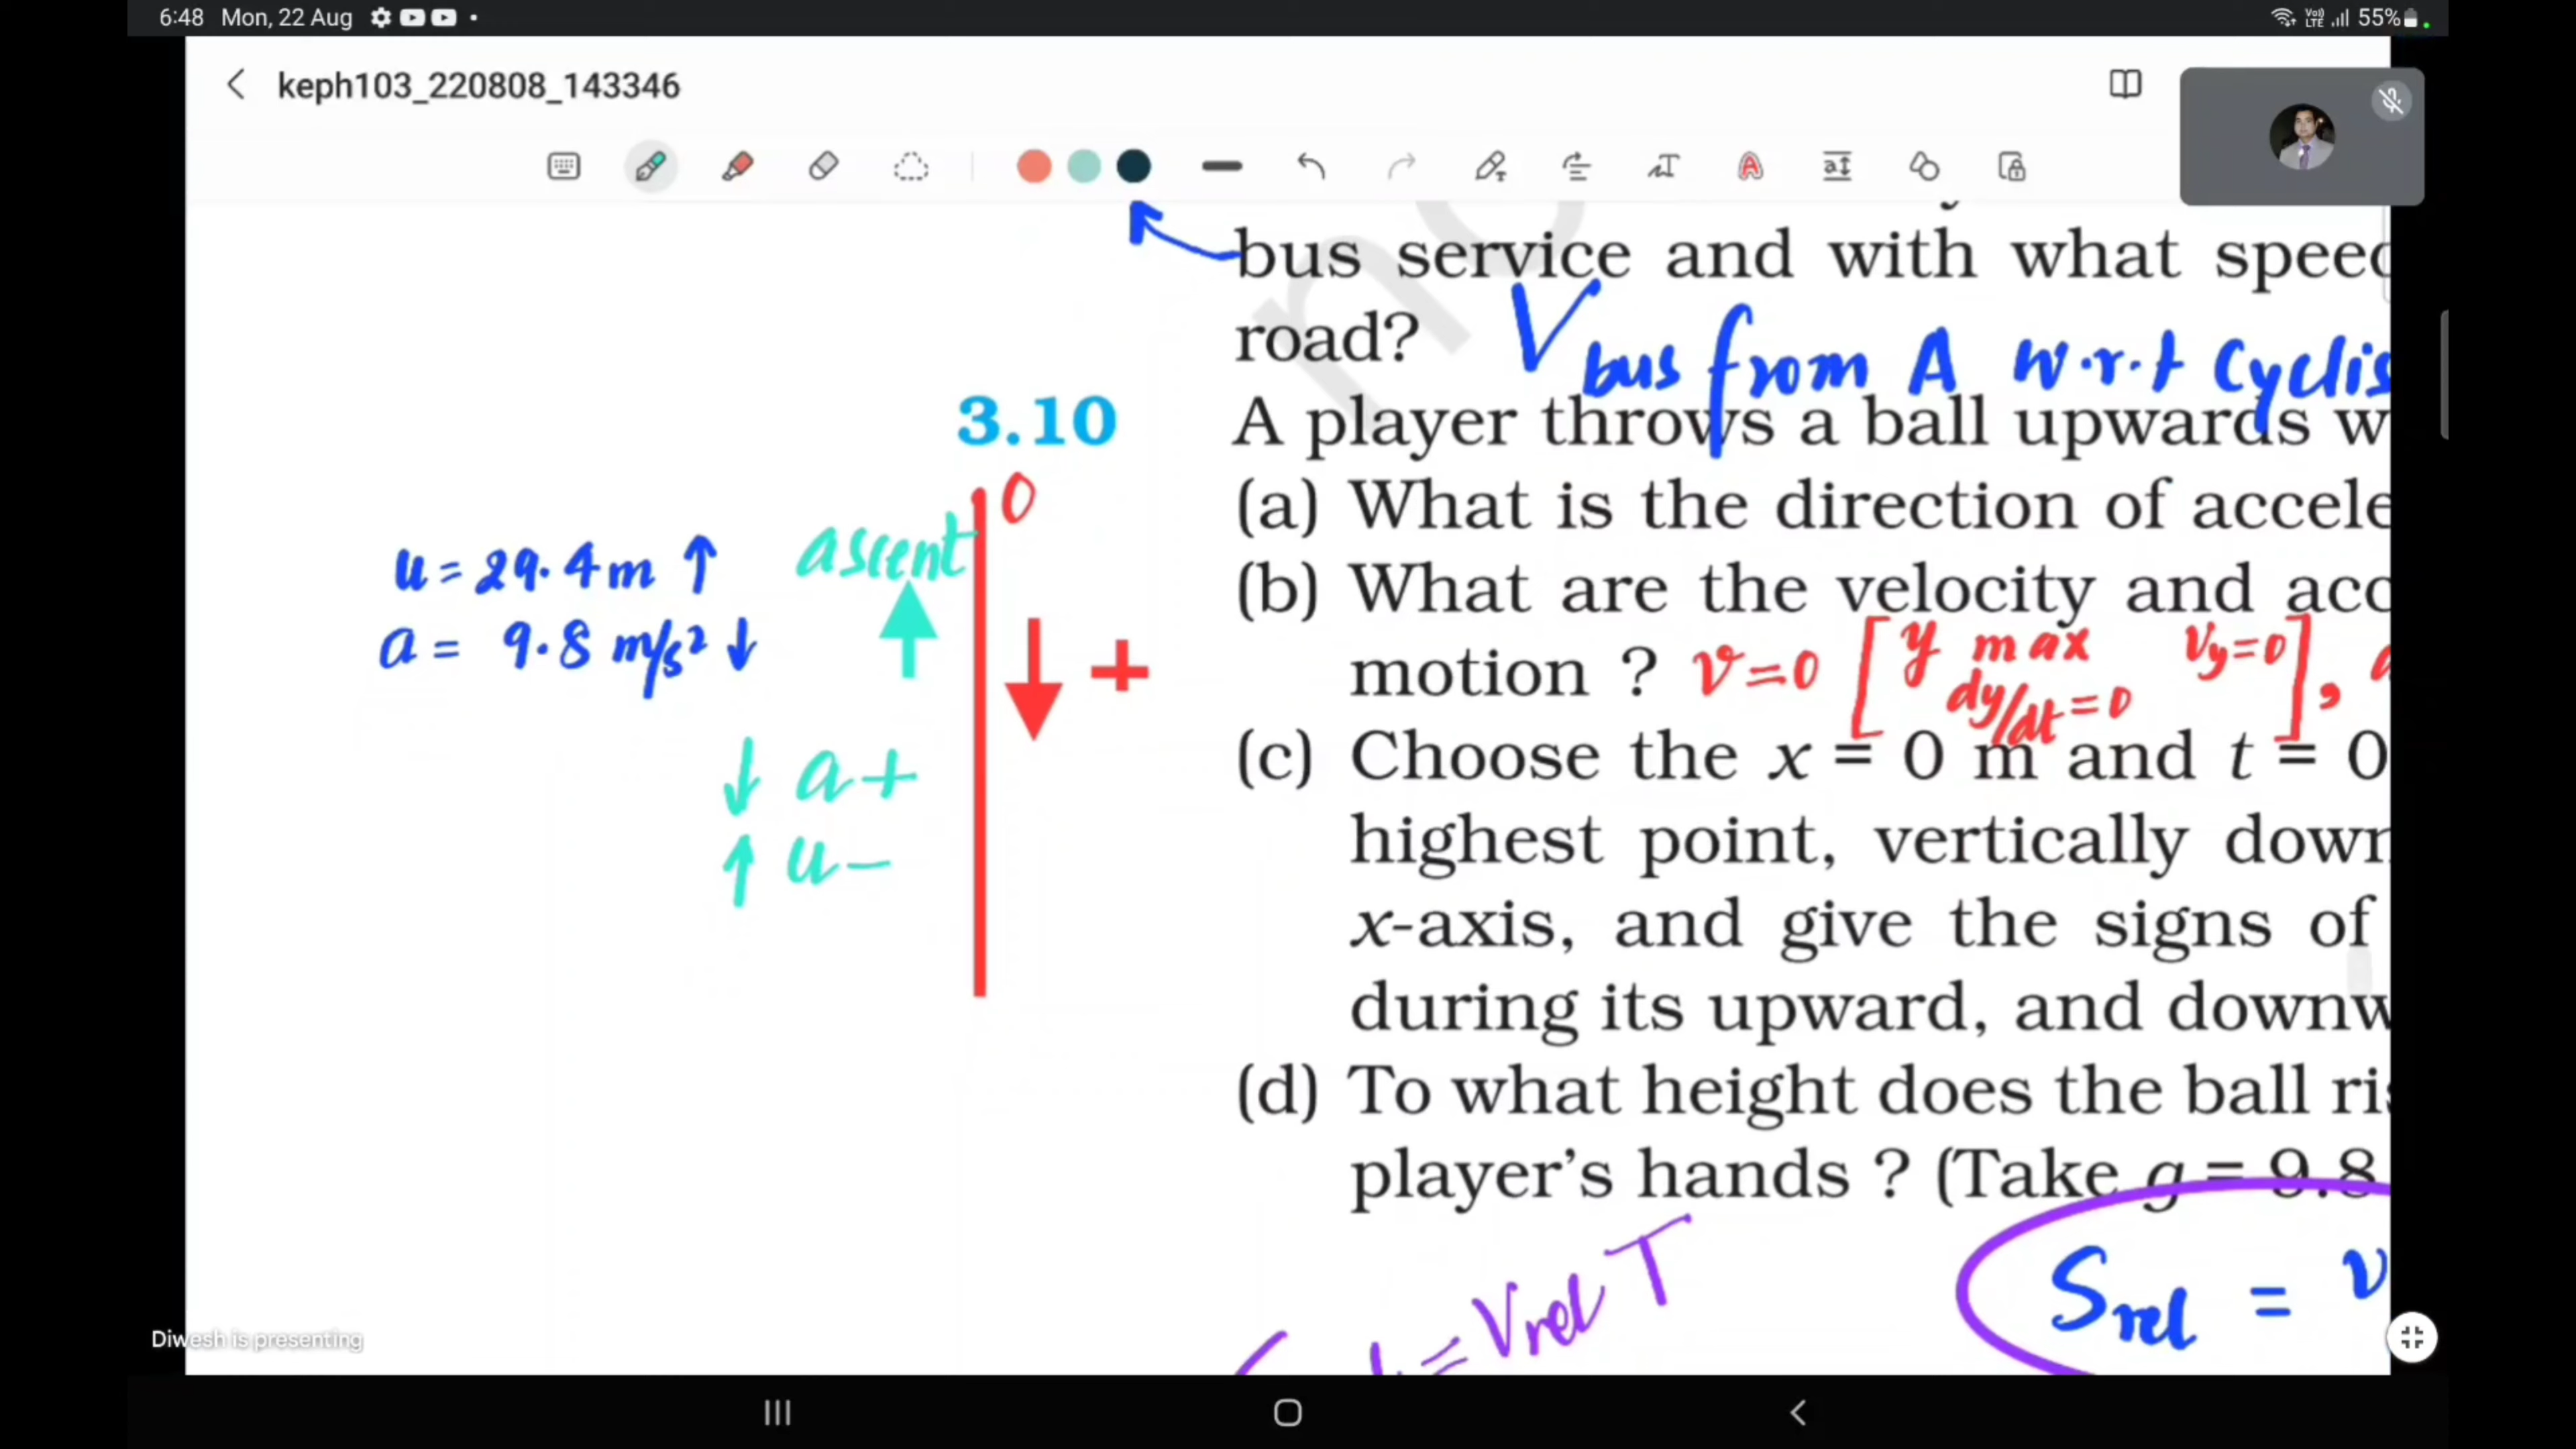 6:48 Mon, 22 Aug
Vo) LTE 55%
keph103_220808_143346
bus service and with what speed
road?
V bus from A w.r.t Cyclis
3.10
A player throws a ball upwards w
0
(a) What is the direction of accele
ascent
u = 29.4 m ↑
(b) What are the velocity and acc
a = 9.8 m/s² ↓
motion ? v=0 [ y max Vy=0
dy/dt = 0 ],
+
↓ a +
(c) Choose the x = 0 m and t = 0
↑ u −
highest point, vertically down
x-axis, and give the signs of
during its upward, and downw
(d) To what height does the ball ris
player's hands ? (Take g = 9.8
= Vrel T
Srel = v
Diwesh is presenting